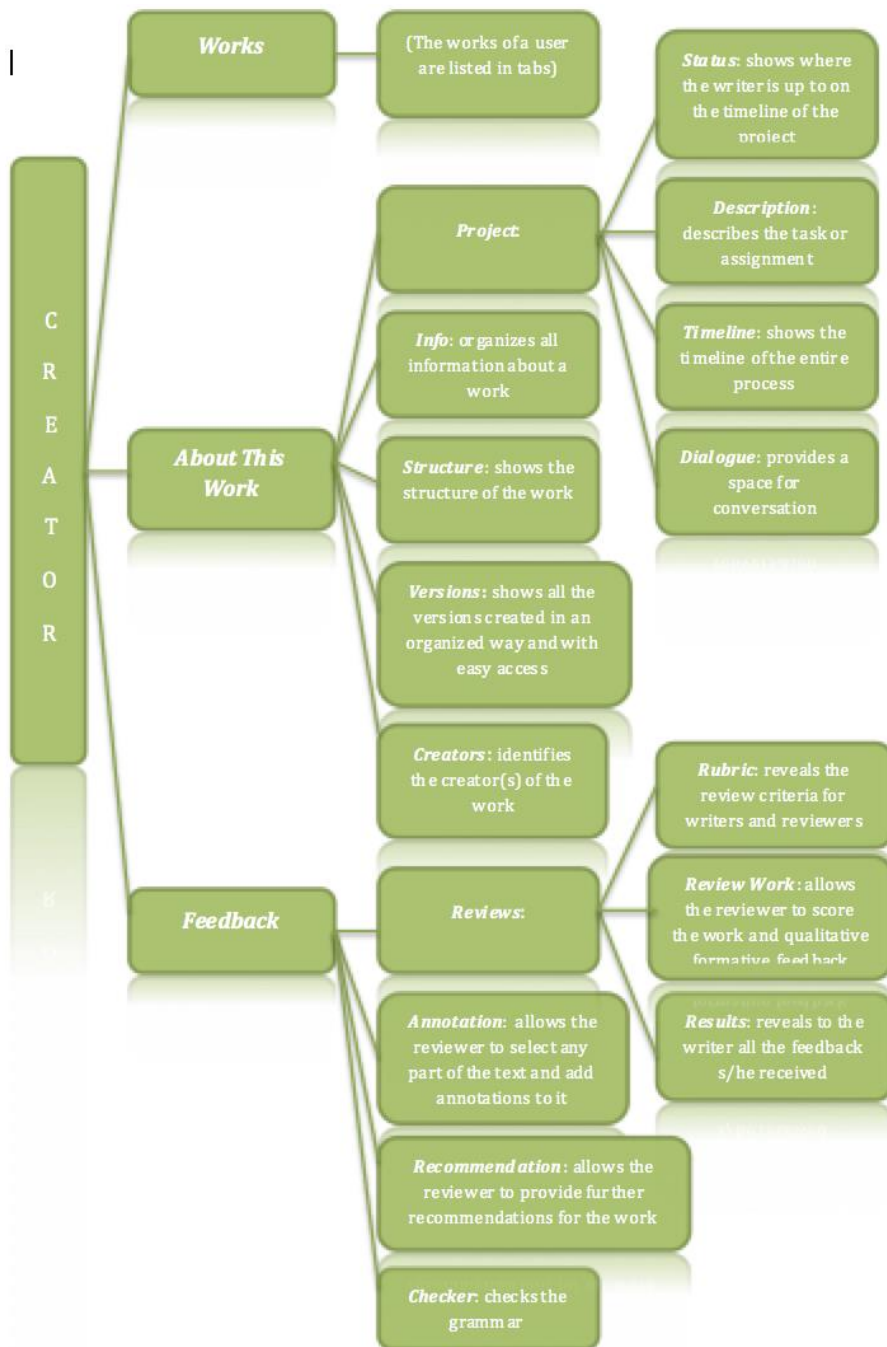 C
R
E
A
T
O
R
Works
(The works of a user
are listed in tabs)
About This
Work
Project:
Status: shows where
the writer is up to on
the timeline of the
project
Description:
describes the task or
assignment
Timeline: shows the
timeline of the entire
process
Dialogue: provides a
space for
conversation
Info: organizes all
information about a
work
Structure: shows the
structure of the work
Versions: shows all the
versions created in an
organized way and with
easy access
Creators: identifies
the creator(s) of the
work
Feedback
Reviews:
Rubric: reveals the
review criteria for
writers and reviewers
Review Work: allows
the reviewer to score
the work and qualitative
formative feedback
Results: reveals to the
writer all the feedback
s/he received
Annotation: allows the
reviewer to select any
part of the text and add
annotations to it
Recommendation: allows the
reviewer to provide further
recommendations for the work
Checker: checks the
grammar